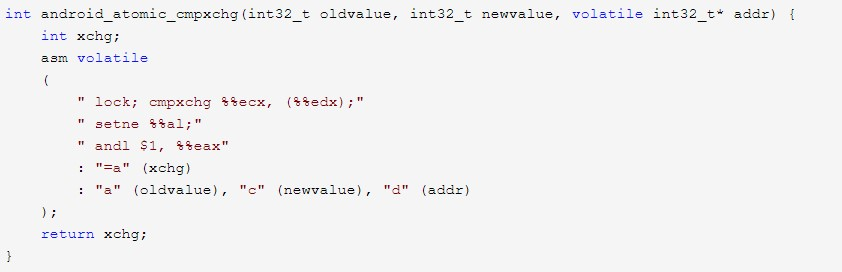 int android_atomic_cmpxchg(int32_t oldvalue, int32_t newvalue, volatile int32_t* addr) {
    int xchg;
    asm volatile
    (
        " lock; cmpxchg %%ecx, (%%edx);"
        " setne %%al;"
        " andl $1, %%eax"
        : "=a" (xchg)
        : "a" (oldvalue), "c" (newvalue), "d" (addr)
    );
    return xchg;
}